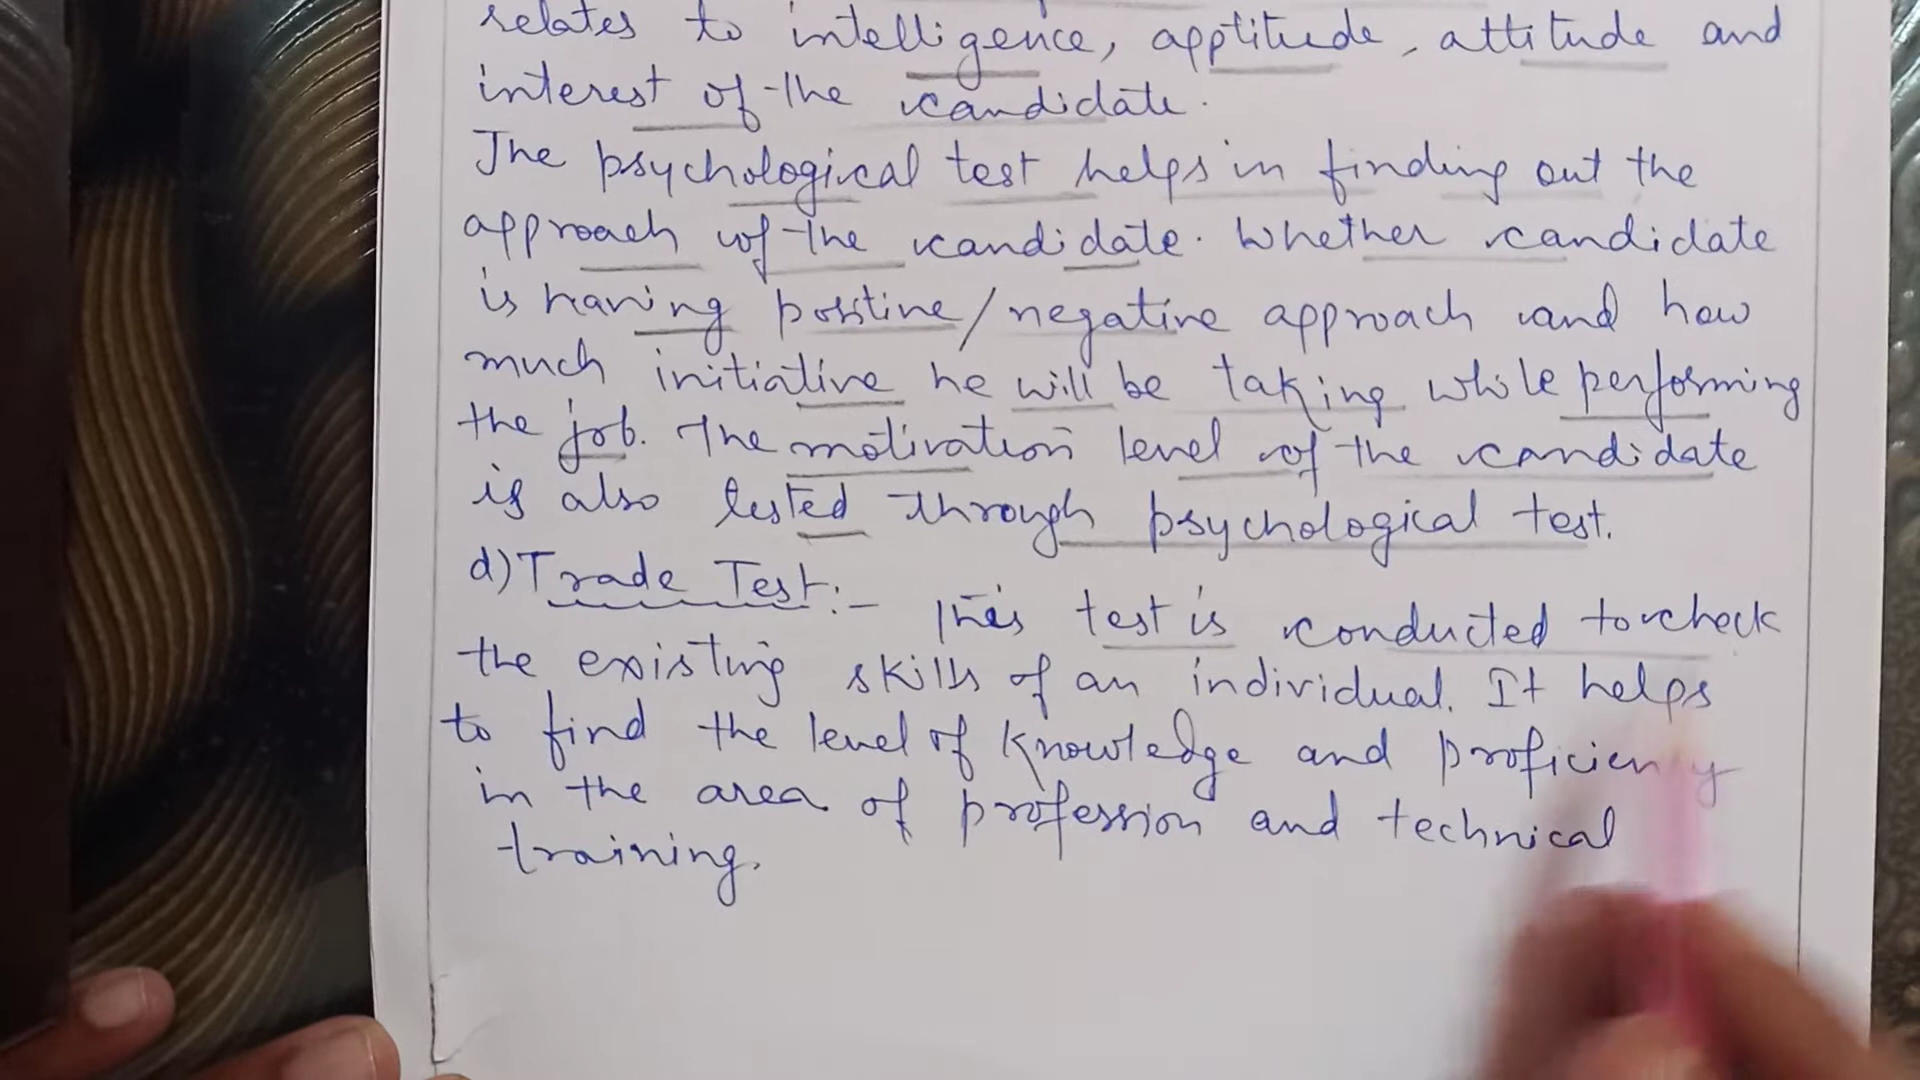 relates to intelligence, apptitude, attitude and
interest of the candidate.
The psychological test helps in finding out the
approach of the candidate. Whether candidate
is having positive/negative approach and how
much initiative he will be taking while performing
the job. The motivation level of the candidate
is also tested through psychological test.
d) Trade Test:- This test is conducted to check
the existing skills of an individual. It helps
to find the level of knowledge and proficiency
in the area of profession and technical
training.